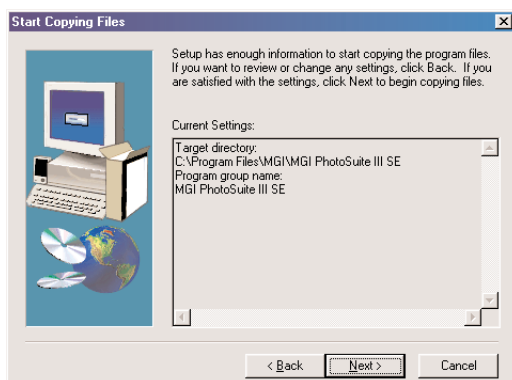 Start Copying Files
Setup has enough information to start copying the program files.
If you want to review or change any settings, click Back. If you
are satisfied with the settings, click Next to begin copying files.
Current Settings:
Target directory:
C:\Program Files\MGI\MGI PhotoSuite III SE
Program group name:
MGI PhotoSuite III SE
< Back
Next >
Cancel